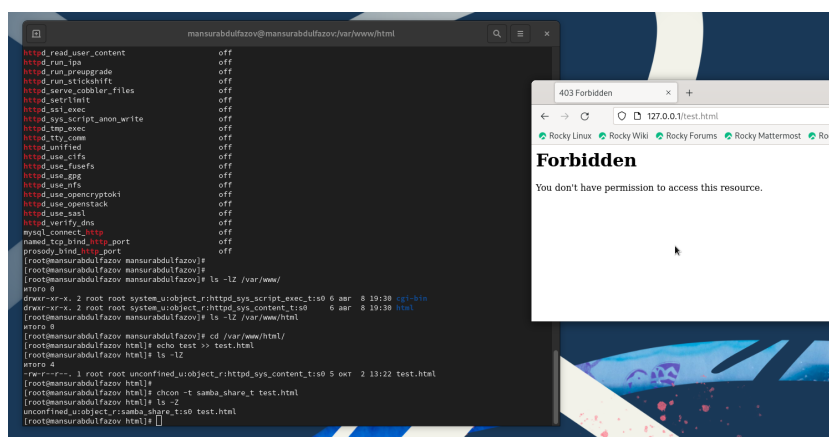 mansurabdulfazov@mansurabdulfazov:/var/www/html
httpd_read_user_content off
httpd_run_ipa off
httpd_run_preupgrade off
httpd_run_stickshift off
httpd_serve_cobbler_files off
httpd_setrlimit off
httpd_ssi_exec off
httpd_sys_script_anon_write off
httpd_tmp_exec off
httpd_tty_comm off
httpd_unified off
httpd_use_cifs off
httpd_use_fusefs off
httpd_use_gpg off
httpd_use_nfs off
httpd_use_opencryptoki off
httpd_use_openstack off
httpd_use_sasl off
httpd_verify_dns off
mysql_connect_http off
named_tcp_bind_http_port off
prosody_bind_http_port off
[root@mansurabdulfazov mansurabdulfazov]#
[root@mansurabdulfazov mansurabdulfazov]#
[root@mansurabdulfazov mansurabdulfazov]# ls -lZ /var/www/
итого 0
drwxr-xr-x. 2 root root system_u:object_r:httpd_sys_script_exec_t:s0 6 авг 8 19:30 cgi-bin
drwxr-xr-x. 2 root root system_u:object_r:httpd_sys_content_t:s0 6 авг 8 19:30 html
[root@mansurabdulfazov mansurabdulfazov]# ls -lZ /var/www/html
итого 0
[root@mansurabdulfazov mansurabdulfazov]# cd /var/www/html/
[root@mansurabdulfazov html]# echo test >> test.html
[root@mansurabdulfazov html]# ls -lZ
итого 4
-rw-r--r--. 1 root root unconfined_u:object_r:httpd_sys_content_t:s0 5 окт 2 13:22 test.html
[root@mansurabdulfazov html]#
[root@mansurabdulfazov html]# chcon -t samba_share_t test.html
[root@mansurabdulfazov html]# ls -Z
unconfined_u:object_r:samba_share_t:s0 test.html
[root@mansurabdulfazov html]#
403 Forbidden
127.0.0.1/test.html
Rocky Linux Rocky Wiki Rocky Forums Rocky Mattermost Ro
Forbidden
You don't have permission to access this resource.